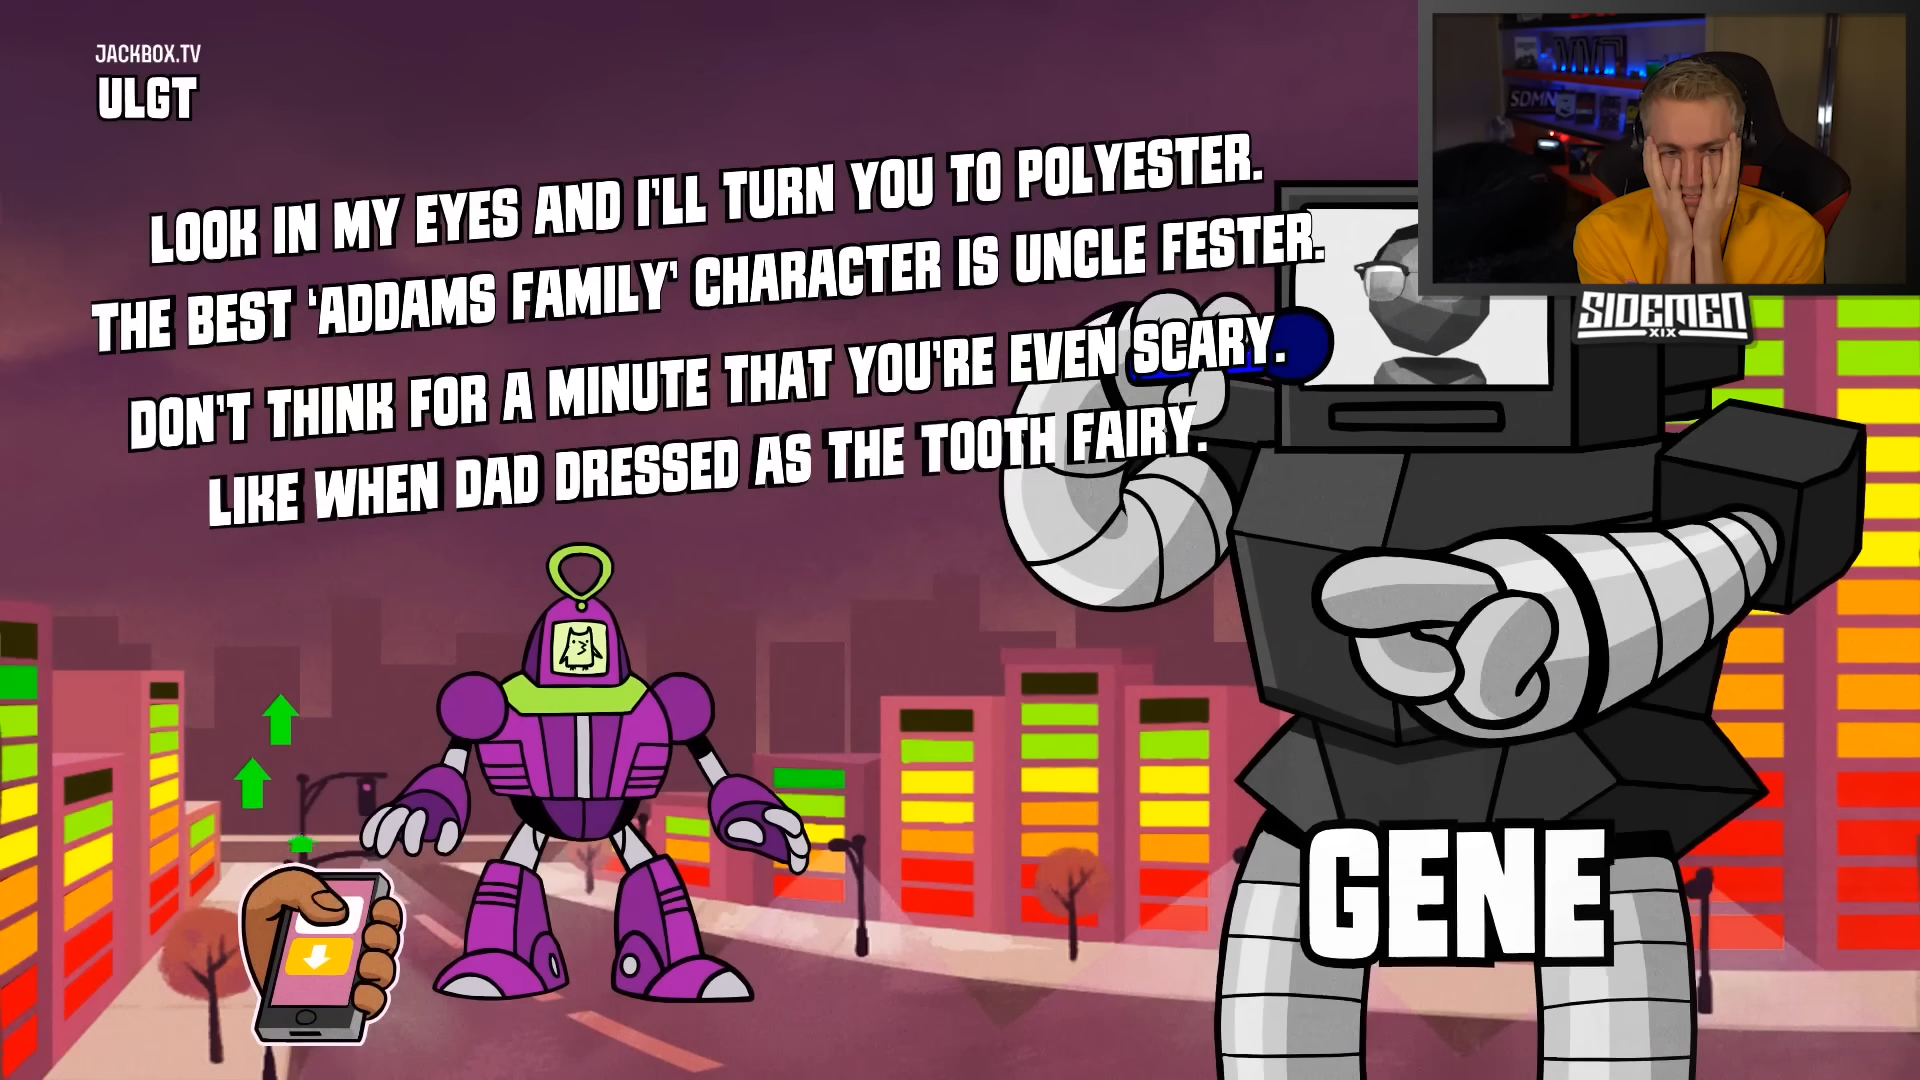 JACKBOX.TV
ULGT
LOOK IN MY EYES AND I'LL TURN YOU TO POLYESTER.
THE BEST 'ADDAMS FAMILY' CHARACTER IS UNCLE FESTER.
DON'T THINK FOR A MINUTE THAT YOU'RE EVEN SCARY.
LIKE WHEN DAD DRESSED AS THE TOOTH FAIRY.
SDMN
SIDEMEN
XIX
GENE